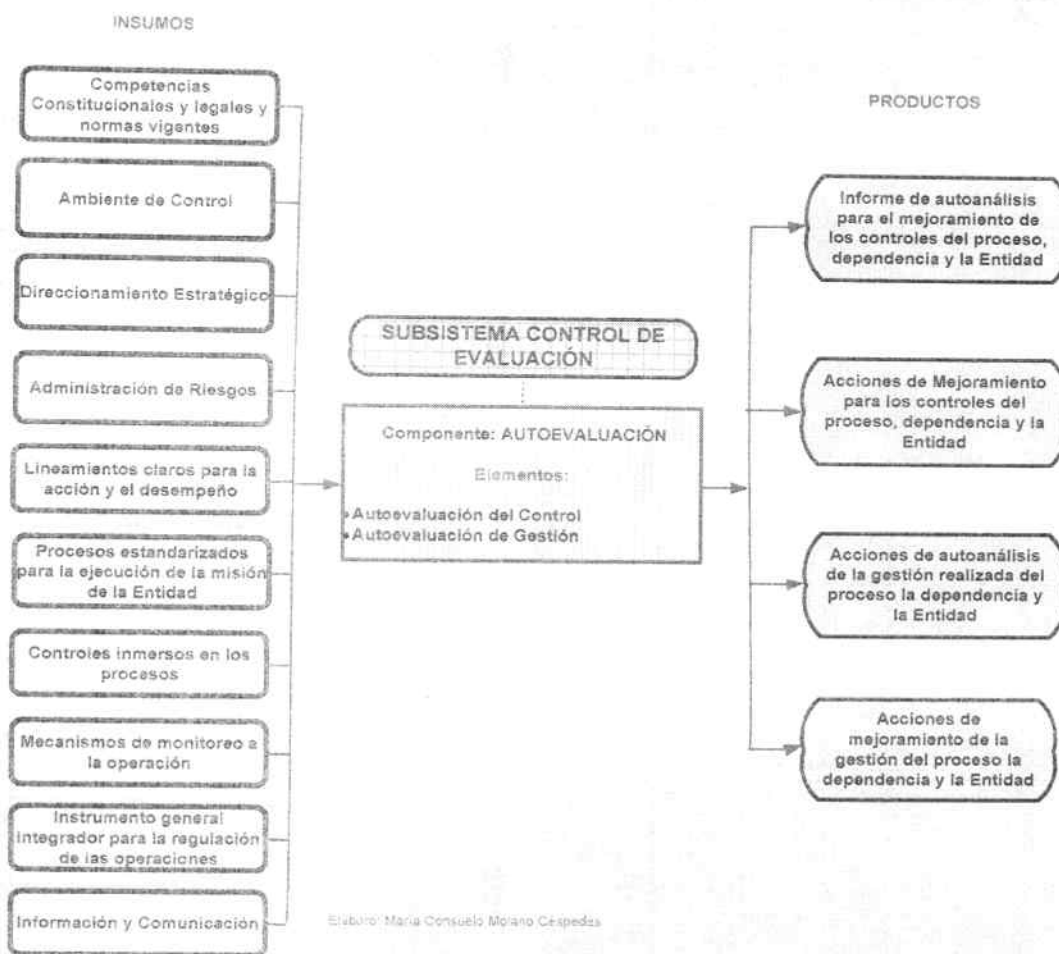 INSUMOS
Competencias
Constitucionales y legales y
normas vigentes
Ambiente de Control
Direccionamiento Estratégico
Administración de Riesgos
Lineamientos claros para la
acción y el desempeño
Procesos estandarizados
para la ejecución de la misión
de la Entidad
Controles inmersos en los
procesos
Mecanismos de monitoreo a
la operación
Instrumento general
integrador para la regulación
de las operaciones
Información y Comunicación
SUBSISTEMA CONTROL DE
EVALUACIÓN
Componente: AUTOEVALUACIÓN
Elementos:
•Autoevaluación del Control
•Autoevaluación de Gestión
PRODUCTOS
Informe de autoanálisis
para el mejoramiento de
los controles del proceso,
dependencia y la Entidad
Acciones de Mejoramiento
para los controles del
proceso, dependencia y la
Entidad
Acciones de autoanálisis
de la gestión realizada del
proceso la dependencia y
la Entidad
Acciones de
mejoramiento de la
gestión del proceso la
dependencia y la Entidad
Elaboro: María Consuelo Moland Céspedes